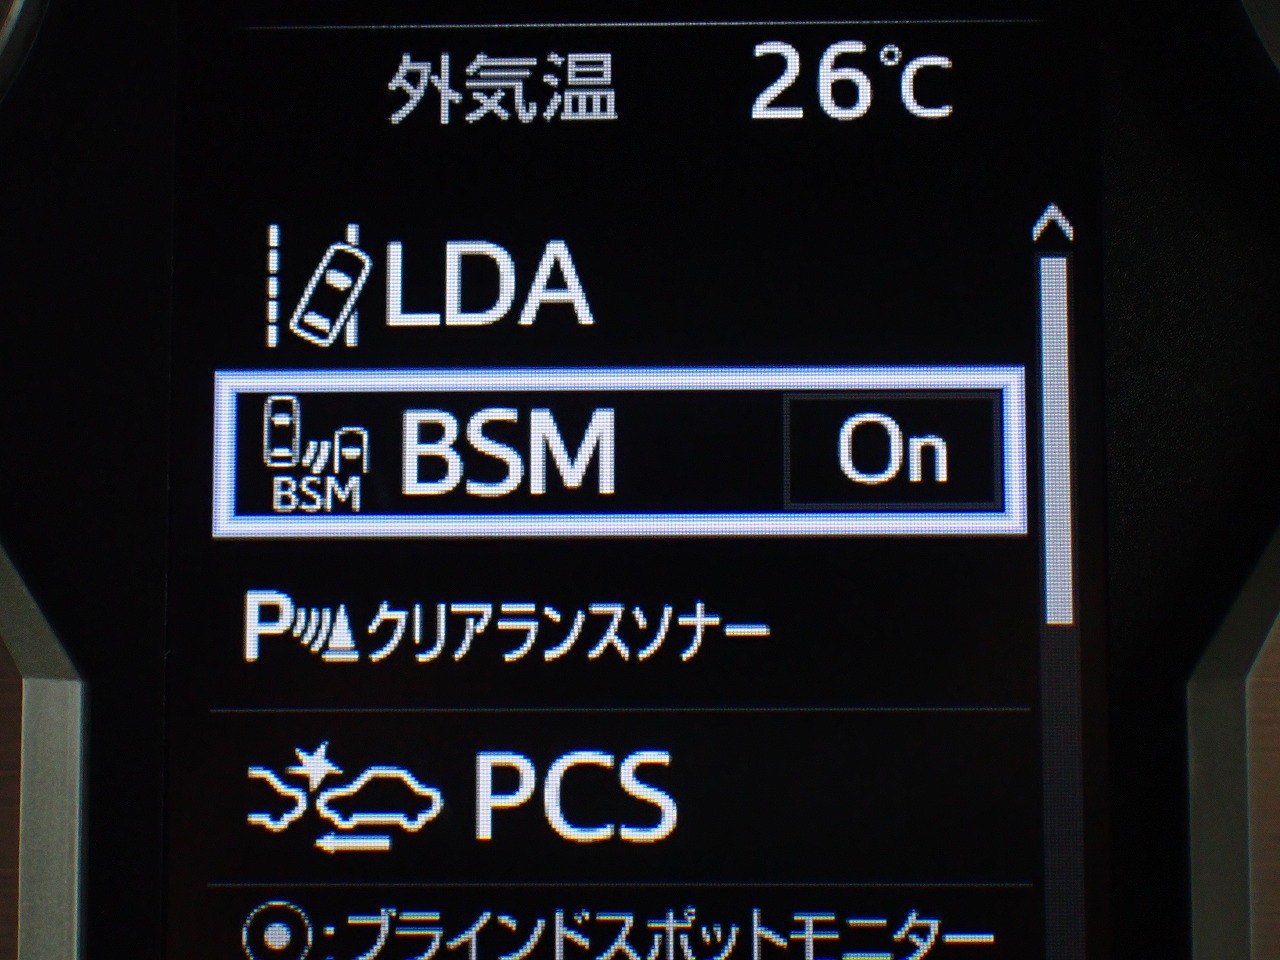 外気温 26℃
LDA
BSM BSM On
Pクリアランスソナー
PCS
:ブラインドスポットモニター